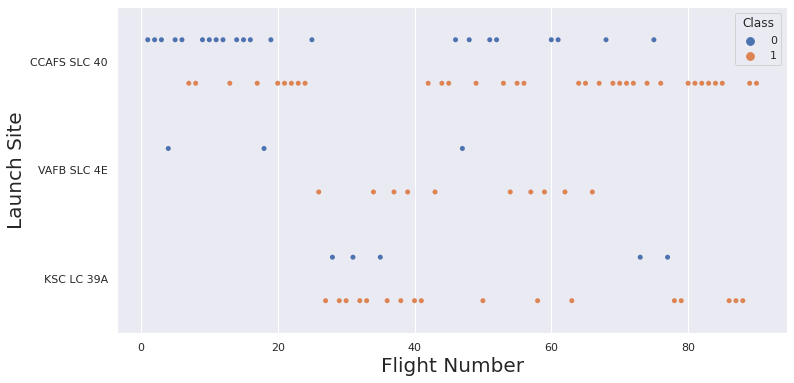 Class
0
1
CCAFS SLC 40
VAFB SLC 4E
KSC LC 39A
Launch Site
0 20 40 60 80
Flight Number